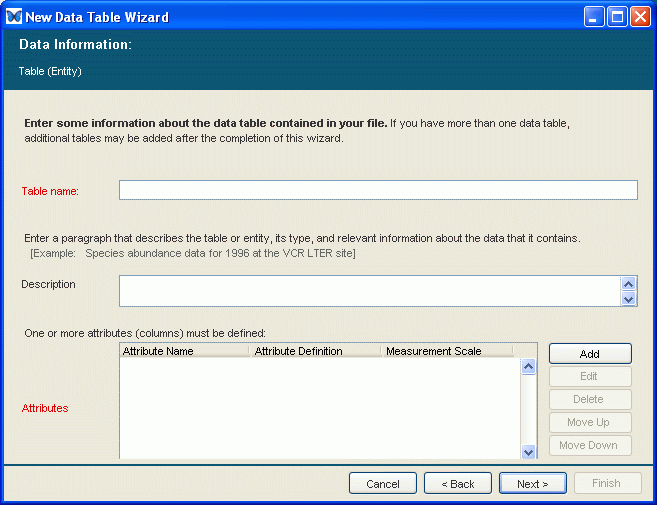 New Data Table Wizard
Data Information:
Table (Entity)
Enter some information about the data table contained in your file. If you have more than one data table,
additional tables may be added after the completion of this wizard.
Table name:
Enter a paragraph that describes the table or entity, its type, and relevant information about the data that it contains.
[Example: Species abundance data for 1996 at the VCR LTER site]
Description
One or more attributes (columns) must be defined:
Attribute Name Attribute Definition Measurement Scale
Attributes
Add
Edit
Delete
Move Up
Move Down
Cancel < Back Next > Finish